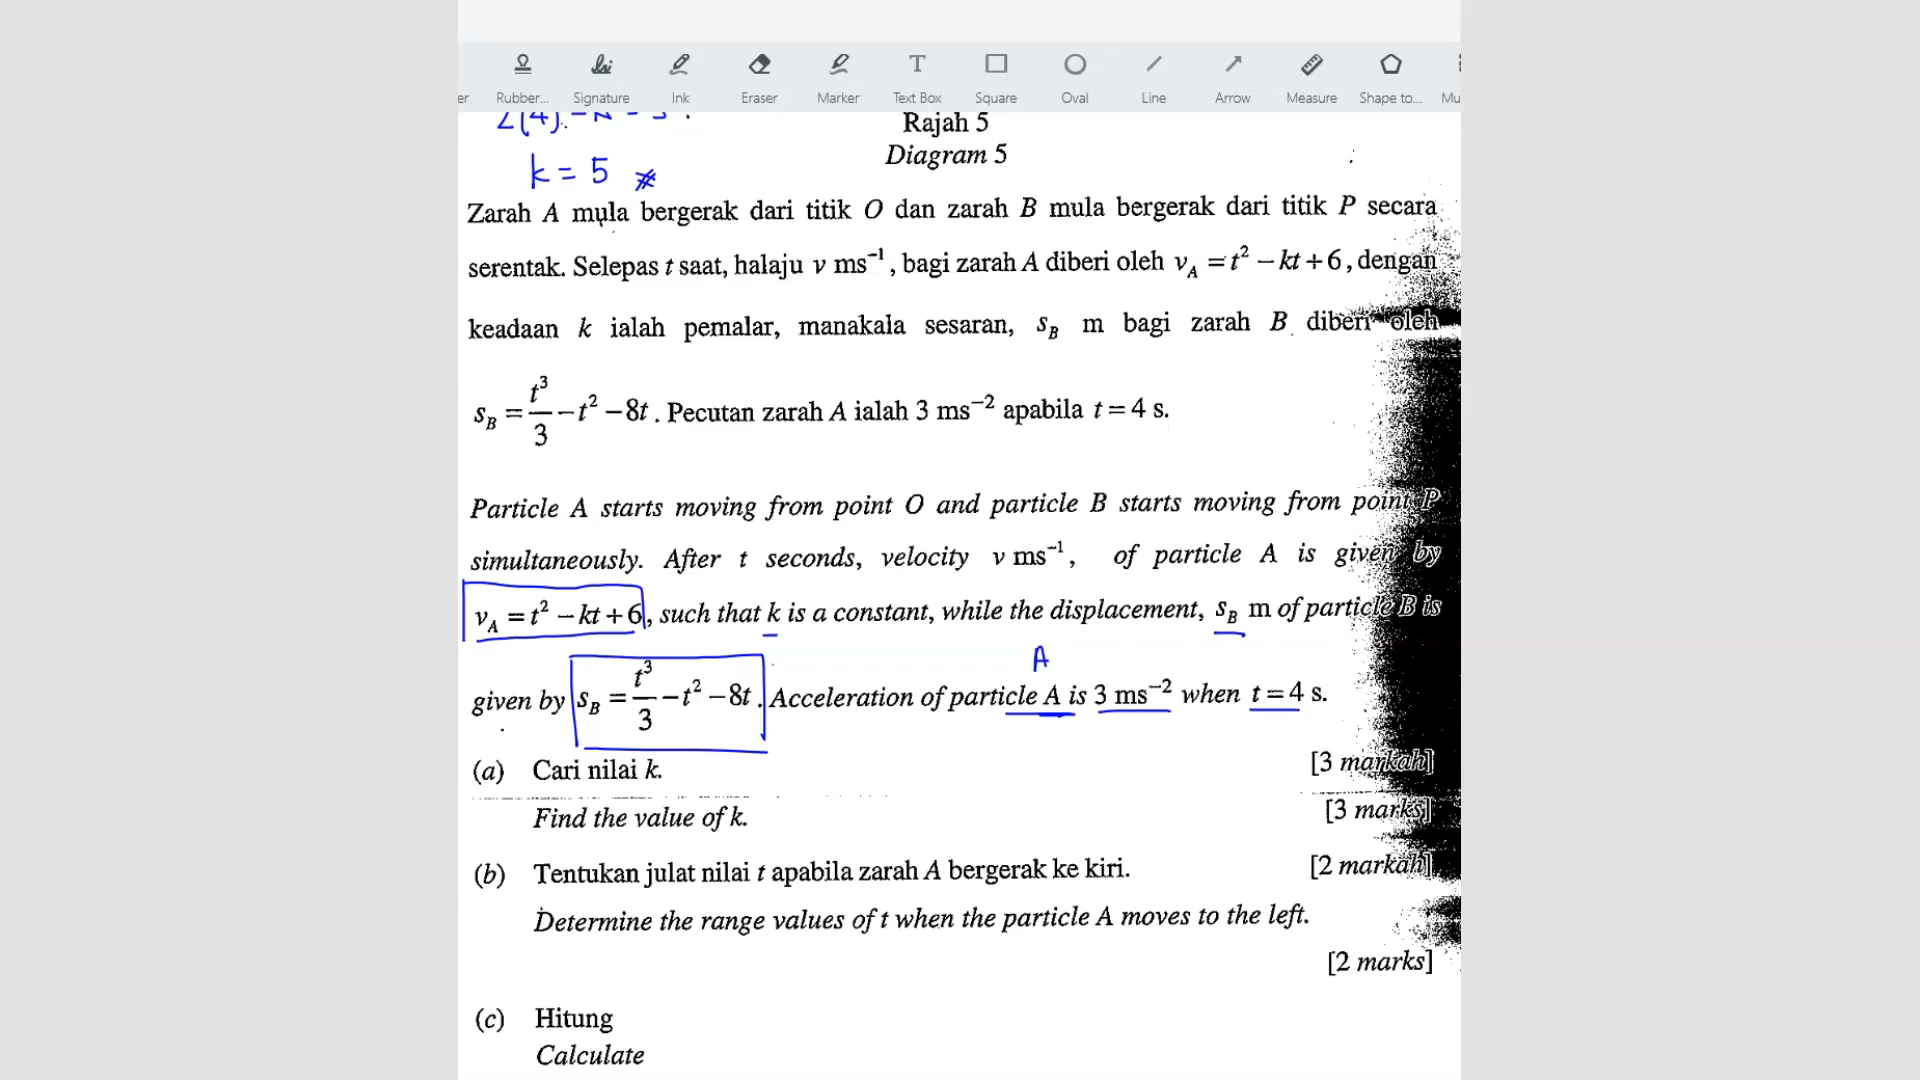 er Rubber... Signature Ink Eraser Marker Text Box Square Oval Line Arrow Measure Shape to... Mu
2(4) - k = 3
k = 5
Rajah 5
Diagram 5
Zarah A mula bergerak dari titik O dan zarah B mula bergerak dari titik P secara
serentak. Selepas t saat, halaju v ms⁻¹, bagi zarah A diberi oleh v_A = t² − kt + 6, dengan
keadaan k ialah pemalar, manakala sesaran, s_B m bagi zarah B diberi oleh
s_B = t³/3 − t² − 8t. Pecutan zarah A ialah 3 ms⁻² apabila t = 4 s.
Particle A starts moving from point O and particle B starts moving from point P
simultaneously. After t seconds, velocity v ms⁻¹, of particle A is given by
v_A = t² − kt + 6, such that k is a constant, while the displacement, s_B m of particle B is
A
given by s_B = t³/3 − t² − 8t. Acceleration of particle A is 3 ms⁻² when t = 4 s.
(a) Cari nilai k. [3 markah]
Find the value of k. [3 marks]
(b) Tentukan julat nilai t apabila zarah A bergerak ke kiri. [2 markah]
Determine the range values of t when the particle A moves to the left.
[2 marks]
(c) Hitung
Calculate